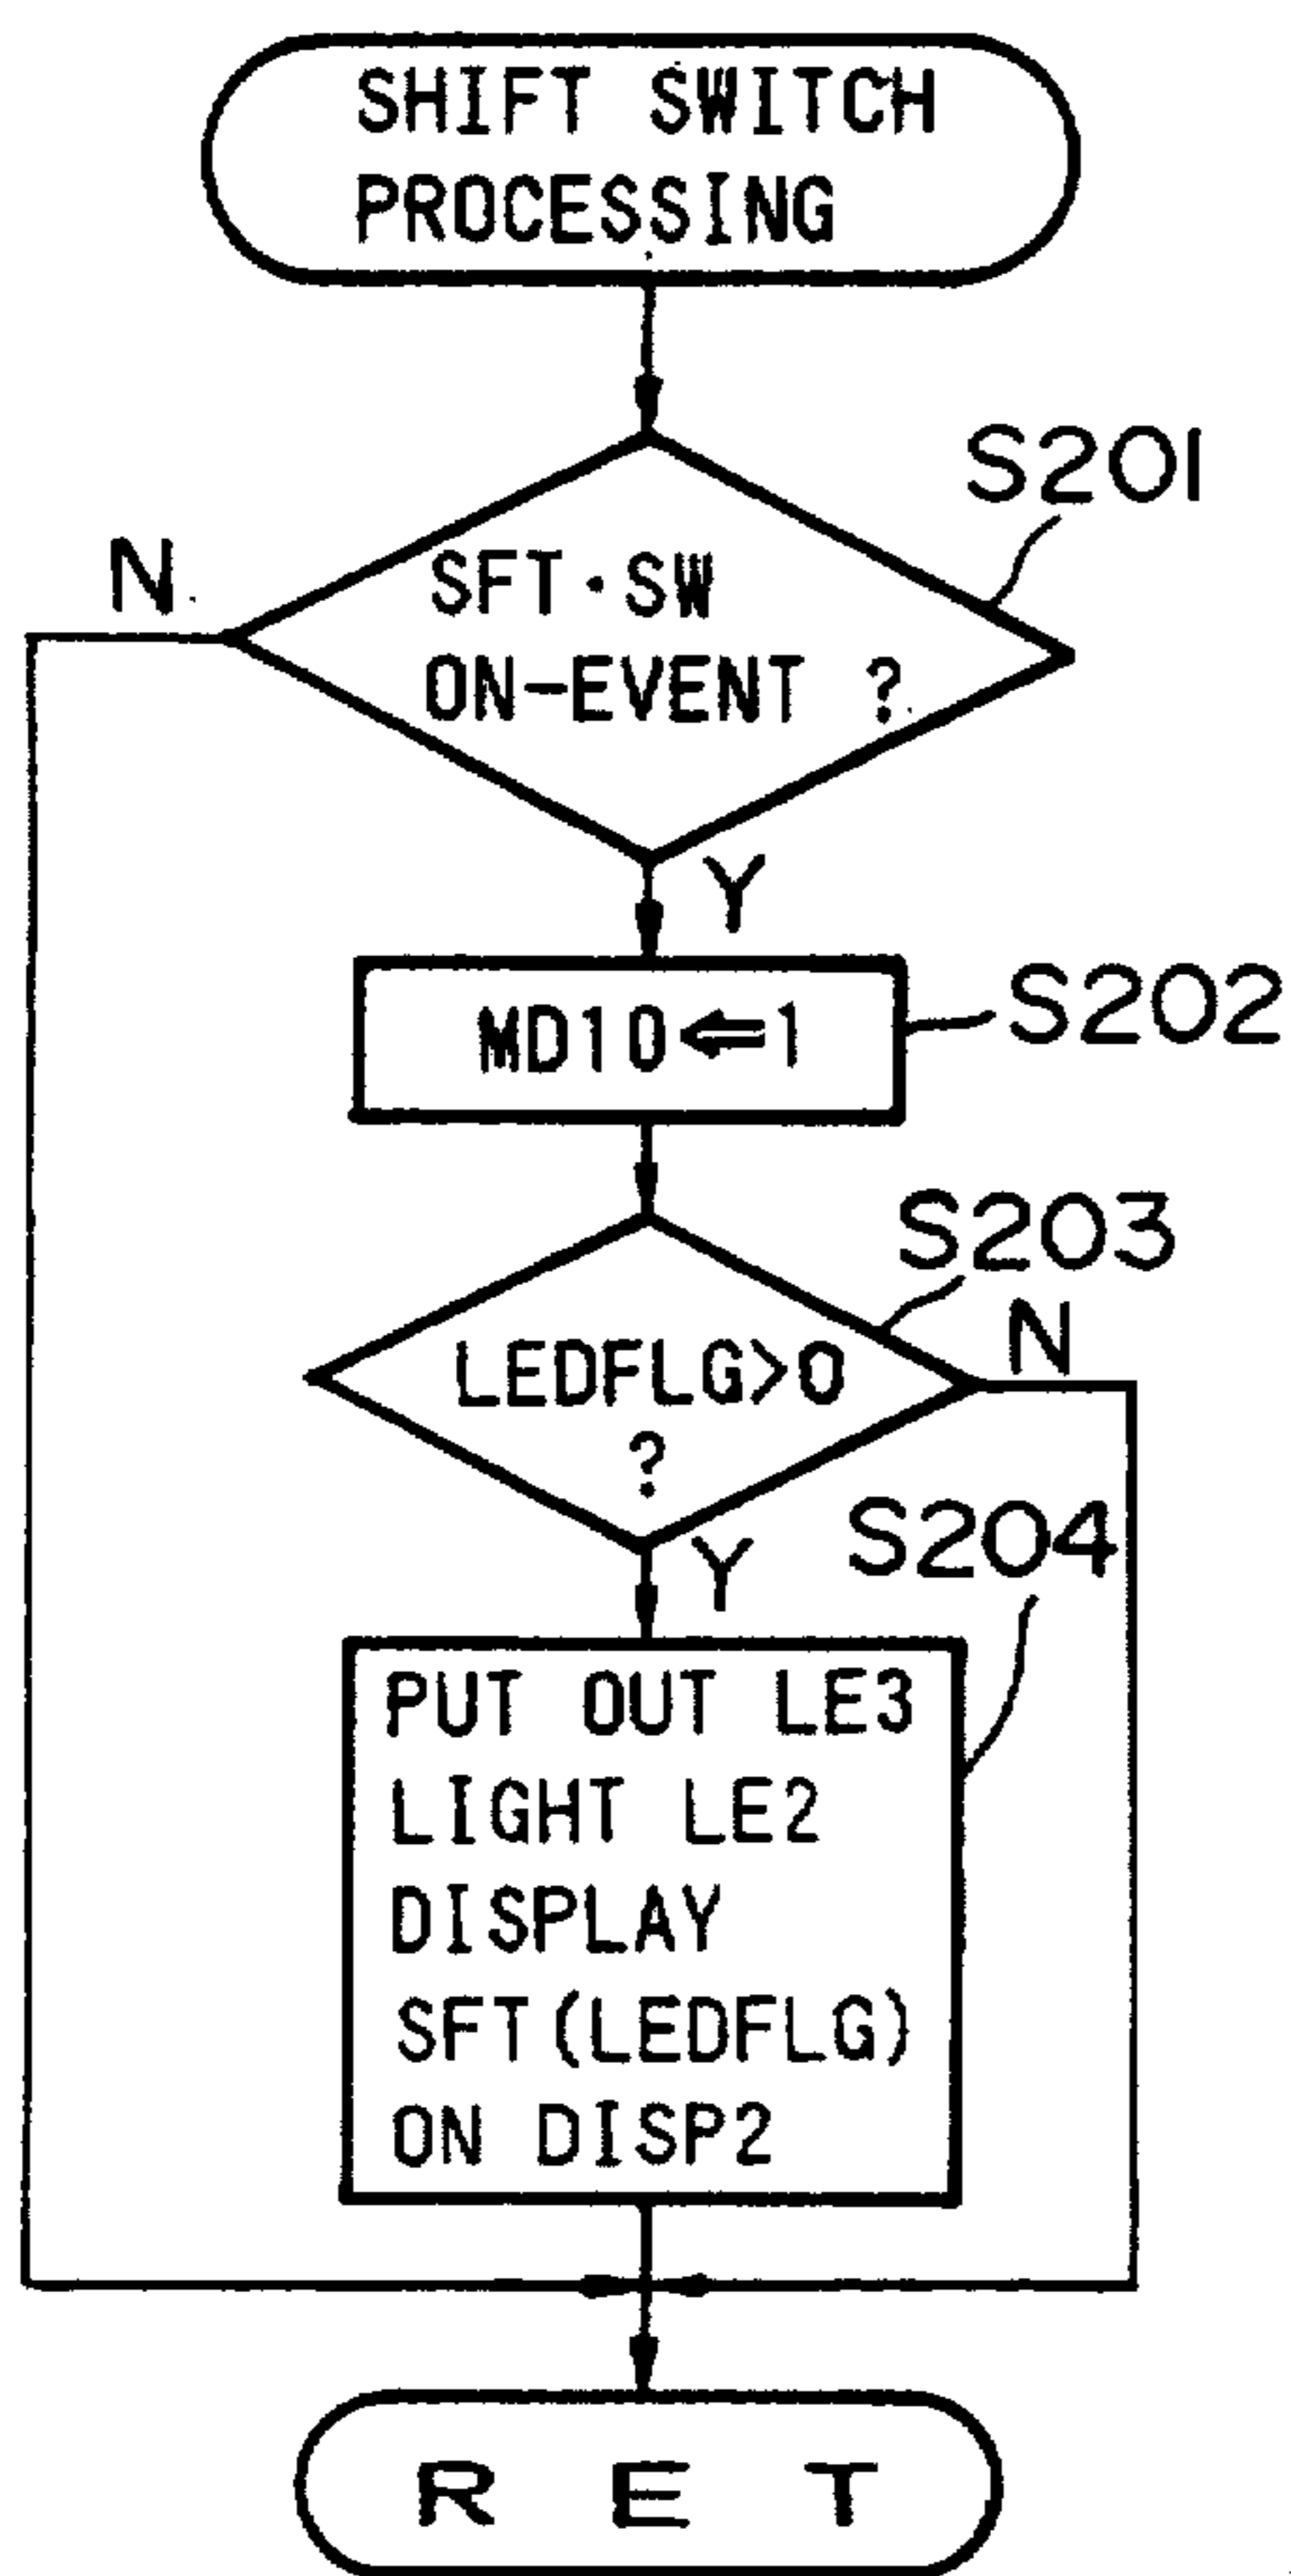 SHIFT SWITCH
PROCESSING
S201
N
SFT・SW
ON-EVENT ?
Y
MD10⇐1
S202
S203
LEDFLG>0
?
N
Y
S204
PUT OUT LE3
LIGHT LE2
DISPLAY
SFT(LEDFLG)
ON DISP2
R E T